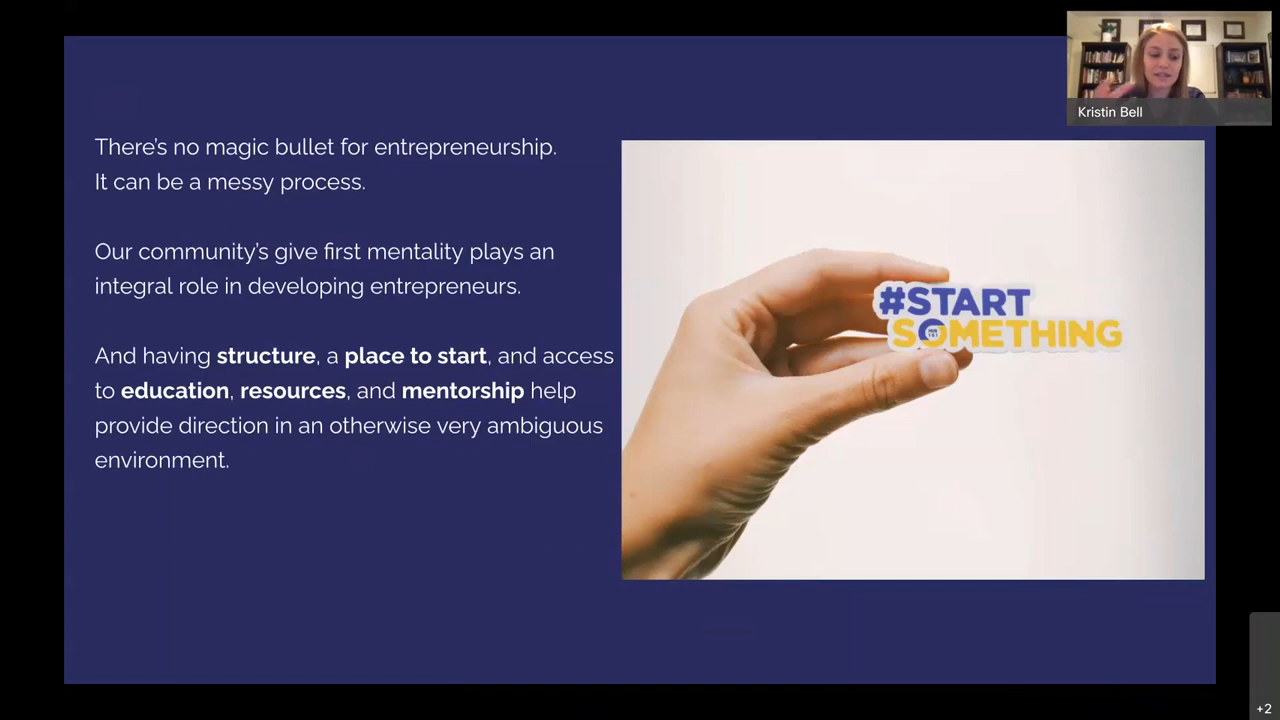 Kristin Bell
There's no magic bullet for entrepreneurship.
It can be a messy process.
Our community's give first mentality plays an
integral role in developing entrepreneurs.
And having structure, a place to start, and access
to education, resources, and mentorship help
provide direction in an otherwise very ambiguous
environment.
#START
SOMETHING
+2